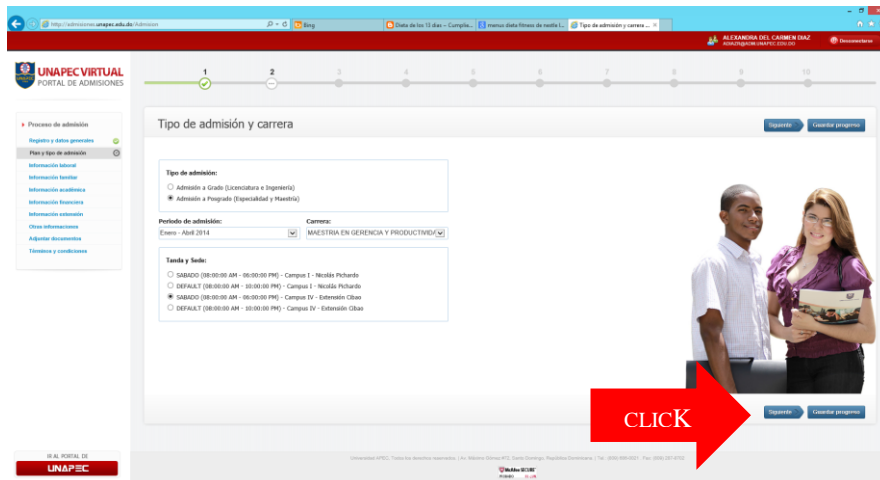 http://admisiones.unapec.edu.do/Admision
Bing
Dieta de los 13 días – Cumplie...
Tipo de admisión y carrera ...
ALEXANDRA DEL CARMEN DIAZ
Desconectarse
UNAPEC VIRTUAL
PORTAL DE ADMISIONES
1 2 3 4 5 6 7 8 9 10
Proceso de admisión
Registro y datos generales
Plan y tipo de admisión
Información laboral
Información familiar
Información académica
Información financiera
Información extensión
Otras informaciones
Adjuntar documentos
Términos y condiciones
Tipo de admisión y carrera
Siguiente
Guardar progreso
Tipo de admisión:
Admisión a Grado (Licenciatura e Ingeniería)
Admisión a Posgrado (Especialidad y Maestría)
Periodo de admisión: Carrera:
Enero - Abril 2014 MAESTRIA EN GERENCIA Y PRODUCTIVIDA
Tanda y Sede:
SABADO (08:00:00 AM - 06:00:00 PM) - Campus I - Nicolás Pichardo
DEFAULT (08:00:00 AM - 10:00:00 PM) - Campus I - Nicolás Pichardo
SABADO (08:00:00 AM - 06:00:00 PM) - Campus IV - Extensión Cibao
DEFAULT (08:00:00 AM - 10:00:00 PM) - Campus IV - Extensión Cibao
CLICK
Siguiente
Guardar progreso
IR AL PORTAL DE
UNAPEC
McAfee SECURE